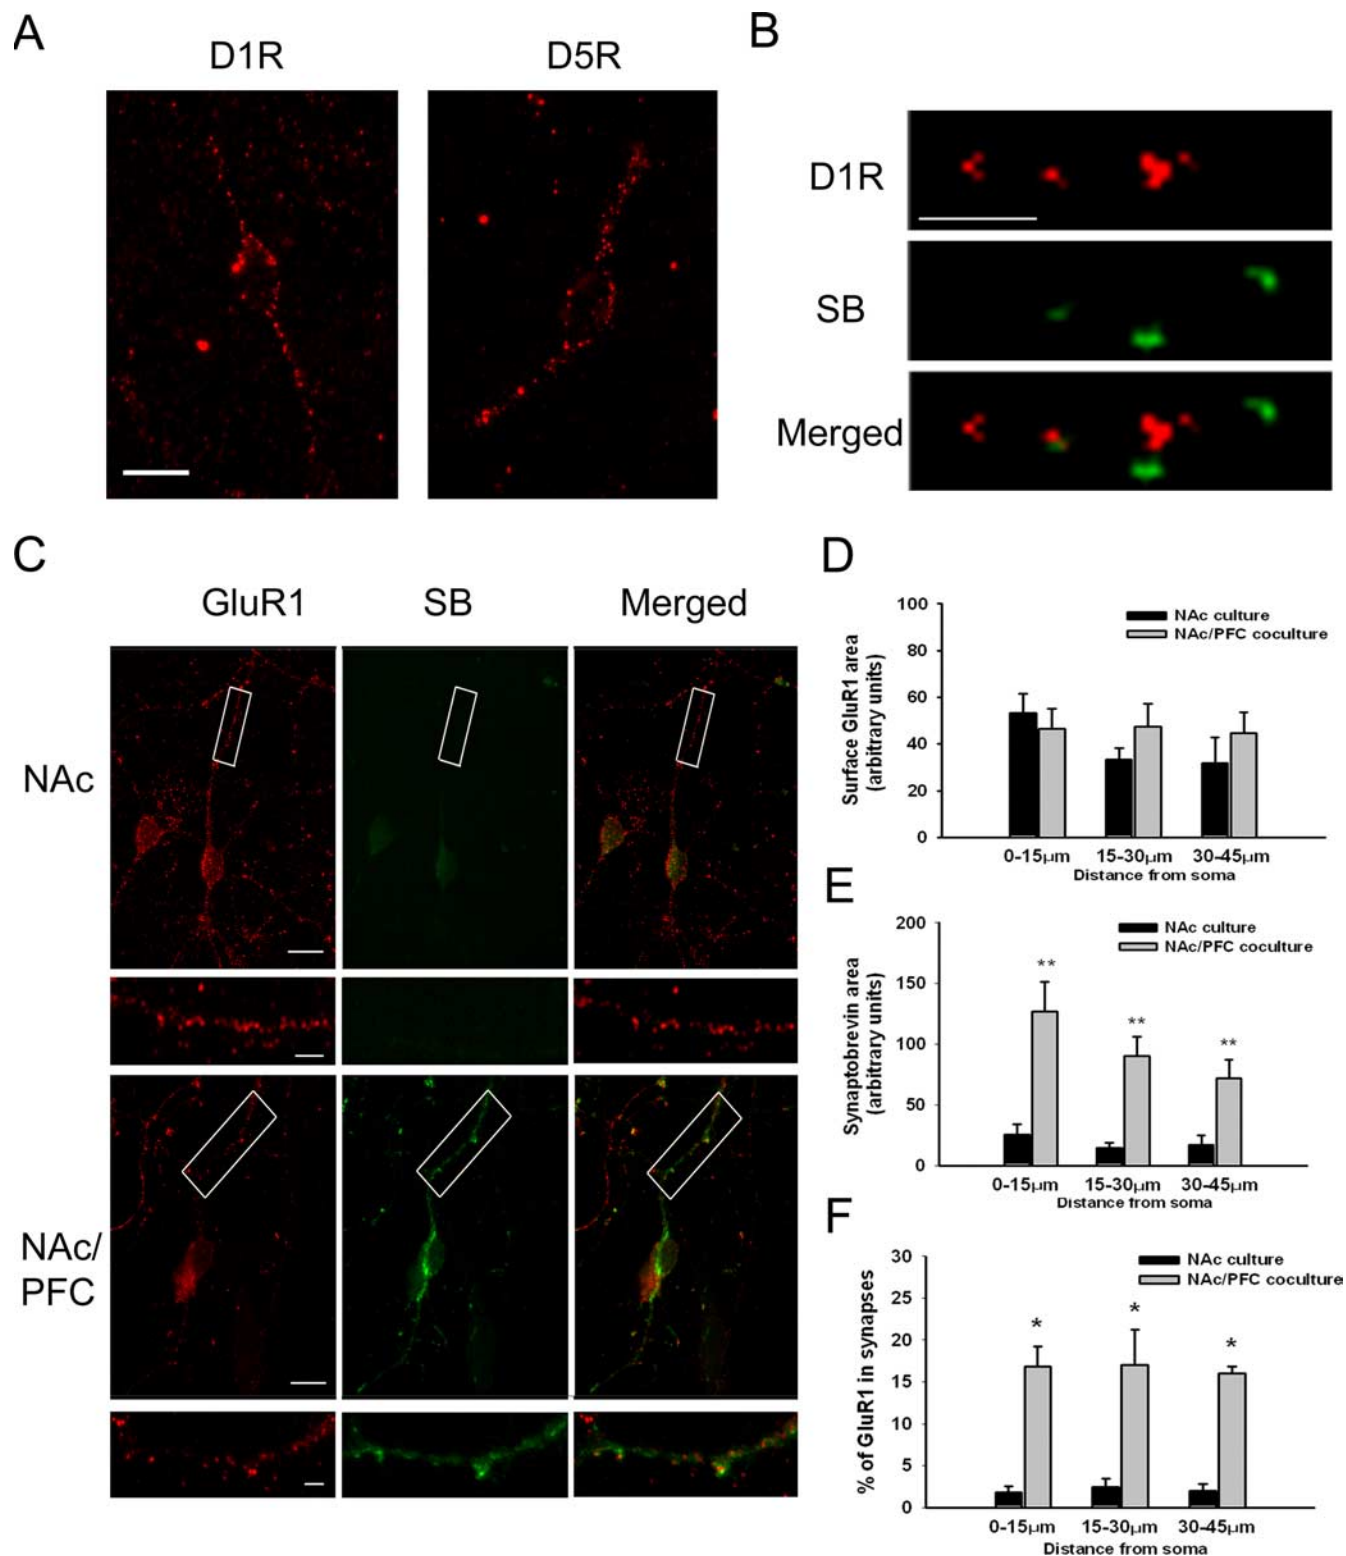 A
D1R
D5R
B
D1R
SB
Merged
C
GluR1
SB
Merged
NAc
NAc/
PFC
D
Surface GluR1 area
(arbitrary units)
100
80
60
40
20
0
NAc culture
NAc/PFC coculture
0-15µm
15-30µm
30-45µm
Distance from soma
E
Synaptobrevin area
(arbitrary units)
200
150
100
50
0
NAc culture
NAc/PFC coculture
**
**
**
0-15µm
15-30µm
30-45µm
Distance from soma
F
% of GluR1 in synapses
30
25
20
15
10
5
0
NAc culture
NAc/PFC coculture
*
*
*
0-15µm
15-30µm
30-45µm
Distance from soma